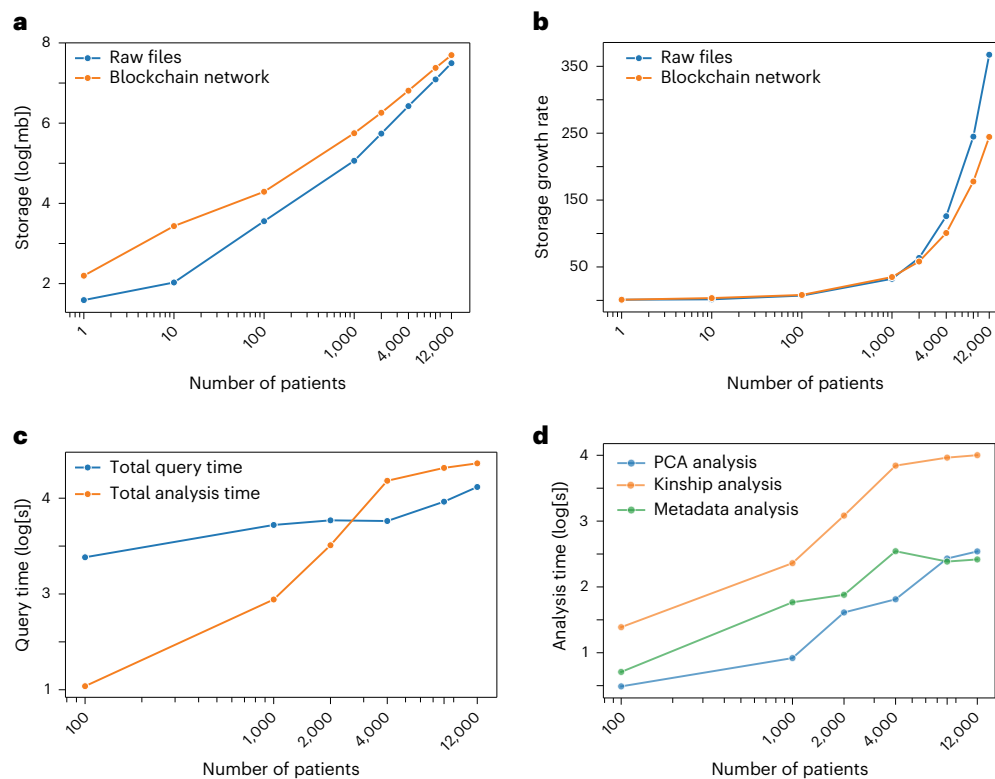 a
8
6
2
Storage (log[mb])
Raw files
Blockchain network
1
10
100
1,000
4,000
12,000
Number of patients
b
350
250
150
50
Storage growth rate
Raw files
Blockchain network
1
10
100
1,000
4,000
12,000
Number of patients
c
4
3
1
Query time (log[s])
Total query time
Total analysis time
100
1,000
2,000
4,000
12,000
Number of patients
d
4
3
2
1
Analysis time (log[s])
PCA analysis
Kinship analysis
Metadata analysis
100
1,000
2,000
4,000
12,000
Number of patients